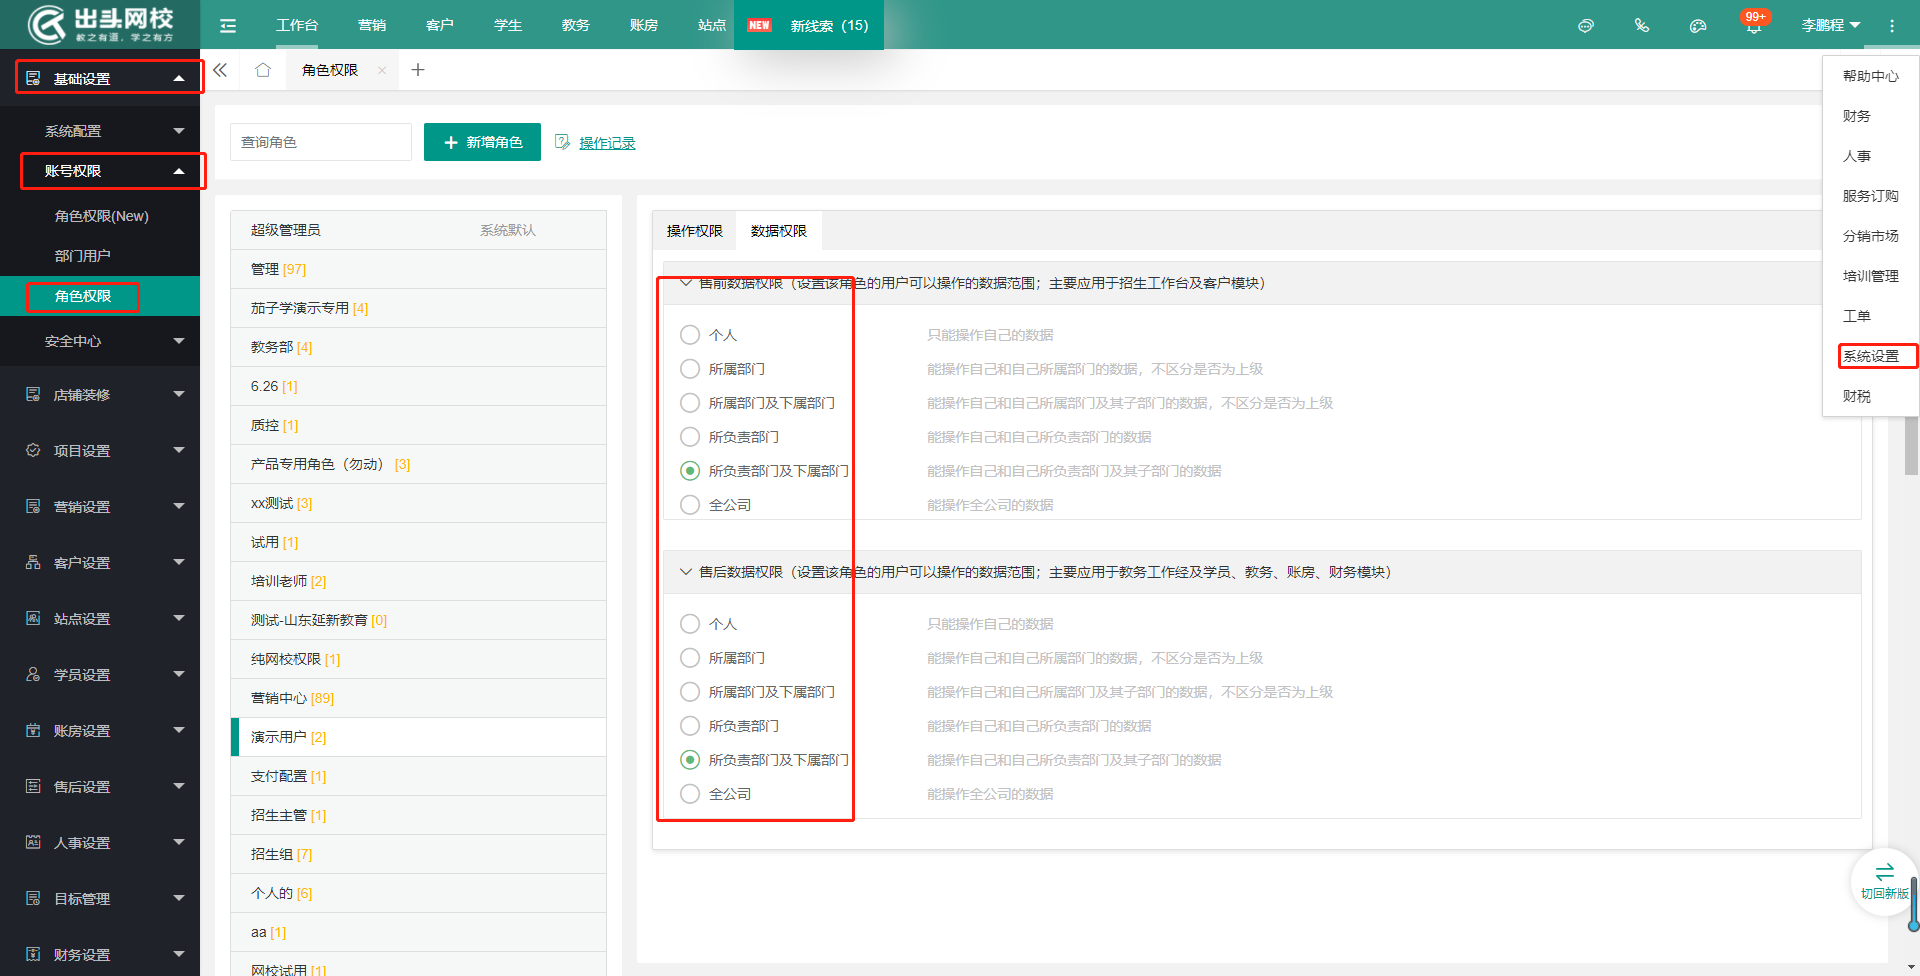 出头网校
教之有道，学之有方
工作台
营销
客户
学生
教务
账房
站点
NEW 新线索（15）
99+
李鹏程
基础设置
系统配置
账号权限
角色权限(New)
部门用户
角色权限
安全中心
店铺装修
项目设置
营销设置
客户设置
站点设置
学员设置
账房设置
售后设置
人事设置
目标管理
财务设置
角色权限
查询角色
新增角色
操作记录
超级管理员 系统默认
管理 [97]
茄子学演示专用 [4]
教务部 [4]
6.26 [1]
质控 [1]
产品专用角色（勿动） [3]
xx测试 [3]
试用 [1]
培训老师 [2]
测试-山东延新教育 [0]
纯网校权限 [1]
营销中心 [89]
演示用户 [2]
支付配置 [1]
招生主管 [1]
招生组 [7]
个人的 [6]
aa [1]
网校试用 [1]
操作权限
数据权限
售前数据权限（设置该角色的用户可以操作的数据范围；主要应用于招生工作台及客户模块）
个人 只能操作自己的数据
所属部门 能操作自己和自己所属部门的数据，不区分是否为上级
所属部门及下属部门 能操作自己和自己所属部门及其子部门的数据，不区分是否为上级
所负责部门 能操作自己和自己所负责部门的数据
所负责部门及下属部门 能操作自己和自己所负责部门及其子部门的数据
全公司 能操作全公司的数据
售后数据权限（设置该角色的用户可以操作的数据范围；主要应用于教务工作经及学员、教务、账房、财务模块）
个人 只能操作自己的数据
所属部门 能操作自己和自己所属部门的数据，不区分是否为上级
所属部门及下属部门 能操作自己和自己所属部门及其子部门的数据，不区分是否为上级
所负责部门 能操作自己和自己所负责部门的数据
所负责部门及下属部门 能操作自己和自己所负责部门及其子部门的数据
全公司 能操作全公司的数据
帮助中心
财务
人事
服务订购
分销市场
培训管理
工单
系统设置
财税
切回新版